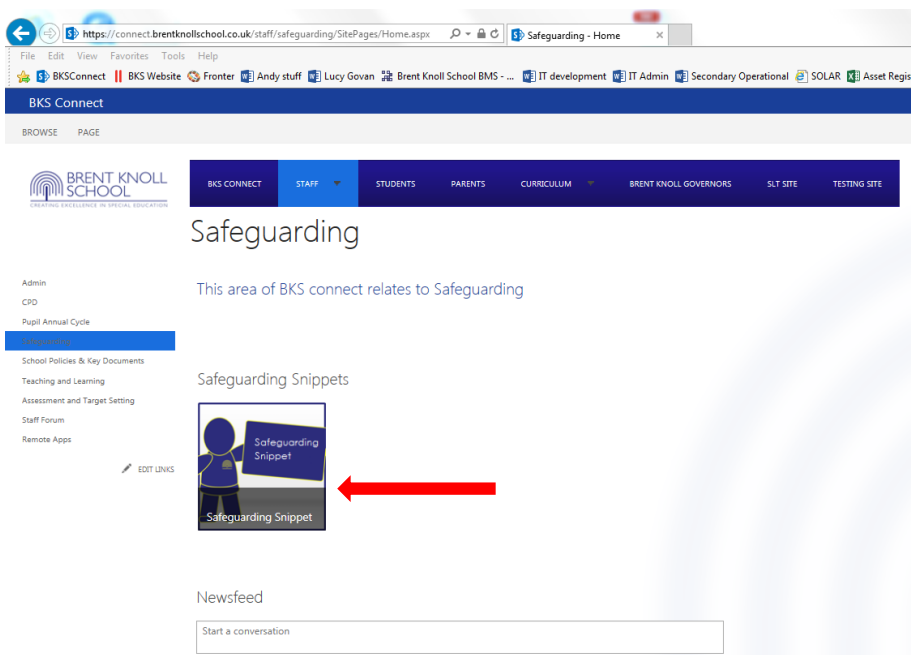 https://connect.brentknollschool.co.uk/staff/safeguarding/SitePages/Home.aspx
Safeguarding - Home
File Edit View Favorites Tools Help
BKSConnect BKS Website Fronter Andy stuff Lucy Govan Brent Knoll School BMS - ... IT development IT Admin Secondary Operational SOLAR Asset Regis
BKS Connect
BROWSE PAGE
BRENT KNOLL
SCHOOL
CREATING EXCELLENCE IN SPECIAL EDUCATION
BKS CONNECT STAFF STUDENTS PARENTS CURRICULUM BRENT KNOLL GOVERNORS SLT SITE TESTING SITE
Safeguarding
This area of BKS connect relates to Safeguarding
Admin
CPD
Pupil Annual Cycle
Safeguarding
School Policies & Key Documents
Teaching and Learning
Assessment and Target Setting
Staff Forum
Remote Apps
EDIT LINKS
Safeguarding Snippets
Safeguarding
Snippet
Safeguarding Snippet
Newsfeed
Start a conversation